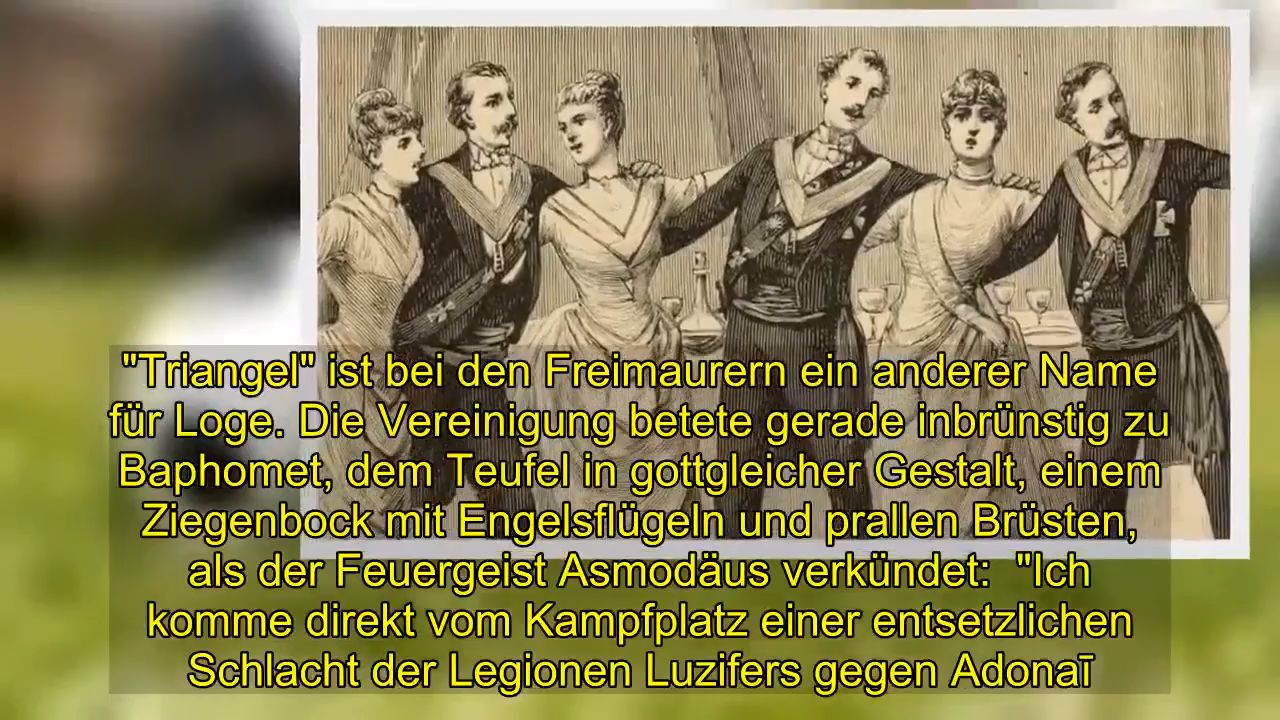 "Triangel" ist bei den Freimaurern ein anderer Name
für Loge. Die Vereinigung betete gerade inbrünstig zu
Baphomet, dem Teufel in gottgleicher Gestalt, einem
Ziegenbock mit Engelsflügeln und prallen Brüsten,
als der Feuergeist Asmodäus verkündet:  "Ich
komme direkt vom Kampfplatz einer entsetzlichen
Schlacht der Legionen Luzifers gegen Adonaī